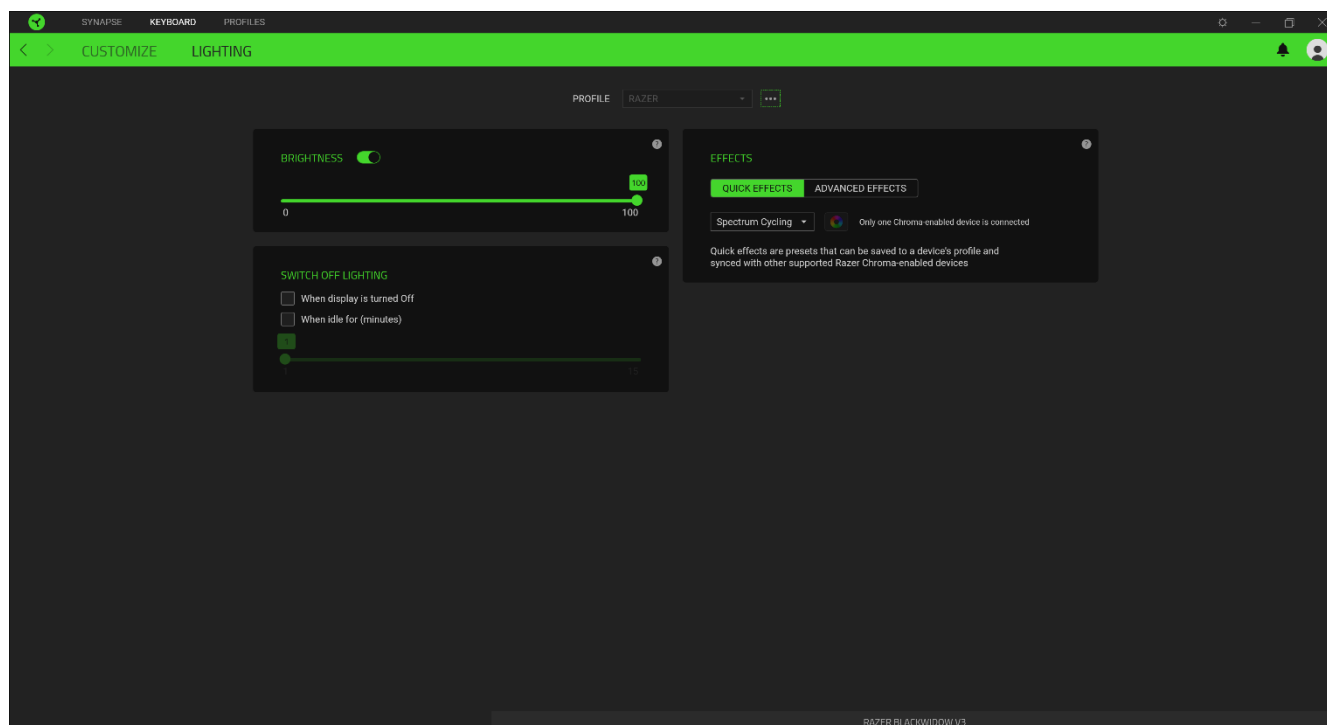 SYNAPSE KEYBOARD PROFILES
CUSTOMIZE LIGHTING
PROFILE RAZER
BRIGHTNESS
100
0 100
SWITCH OFF LIGHTING
When display is turned Off
When idle for (minutes)
1
1 15
EFFECTS
QUICK EFFECTS ADVANCED EFFECTS
Spectrum Cycling Only one Chroma-enabled device is connected
Quick effects are presets that can be saved to a device's profile and
synced with other supported Razer Chroma-enabled devices
RAZER BLACKWIDOW V3